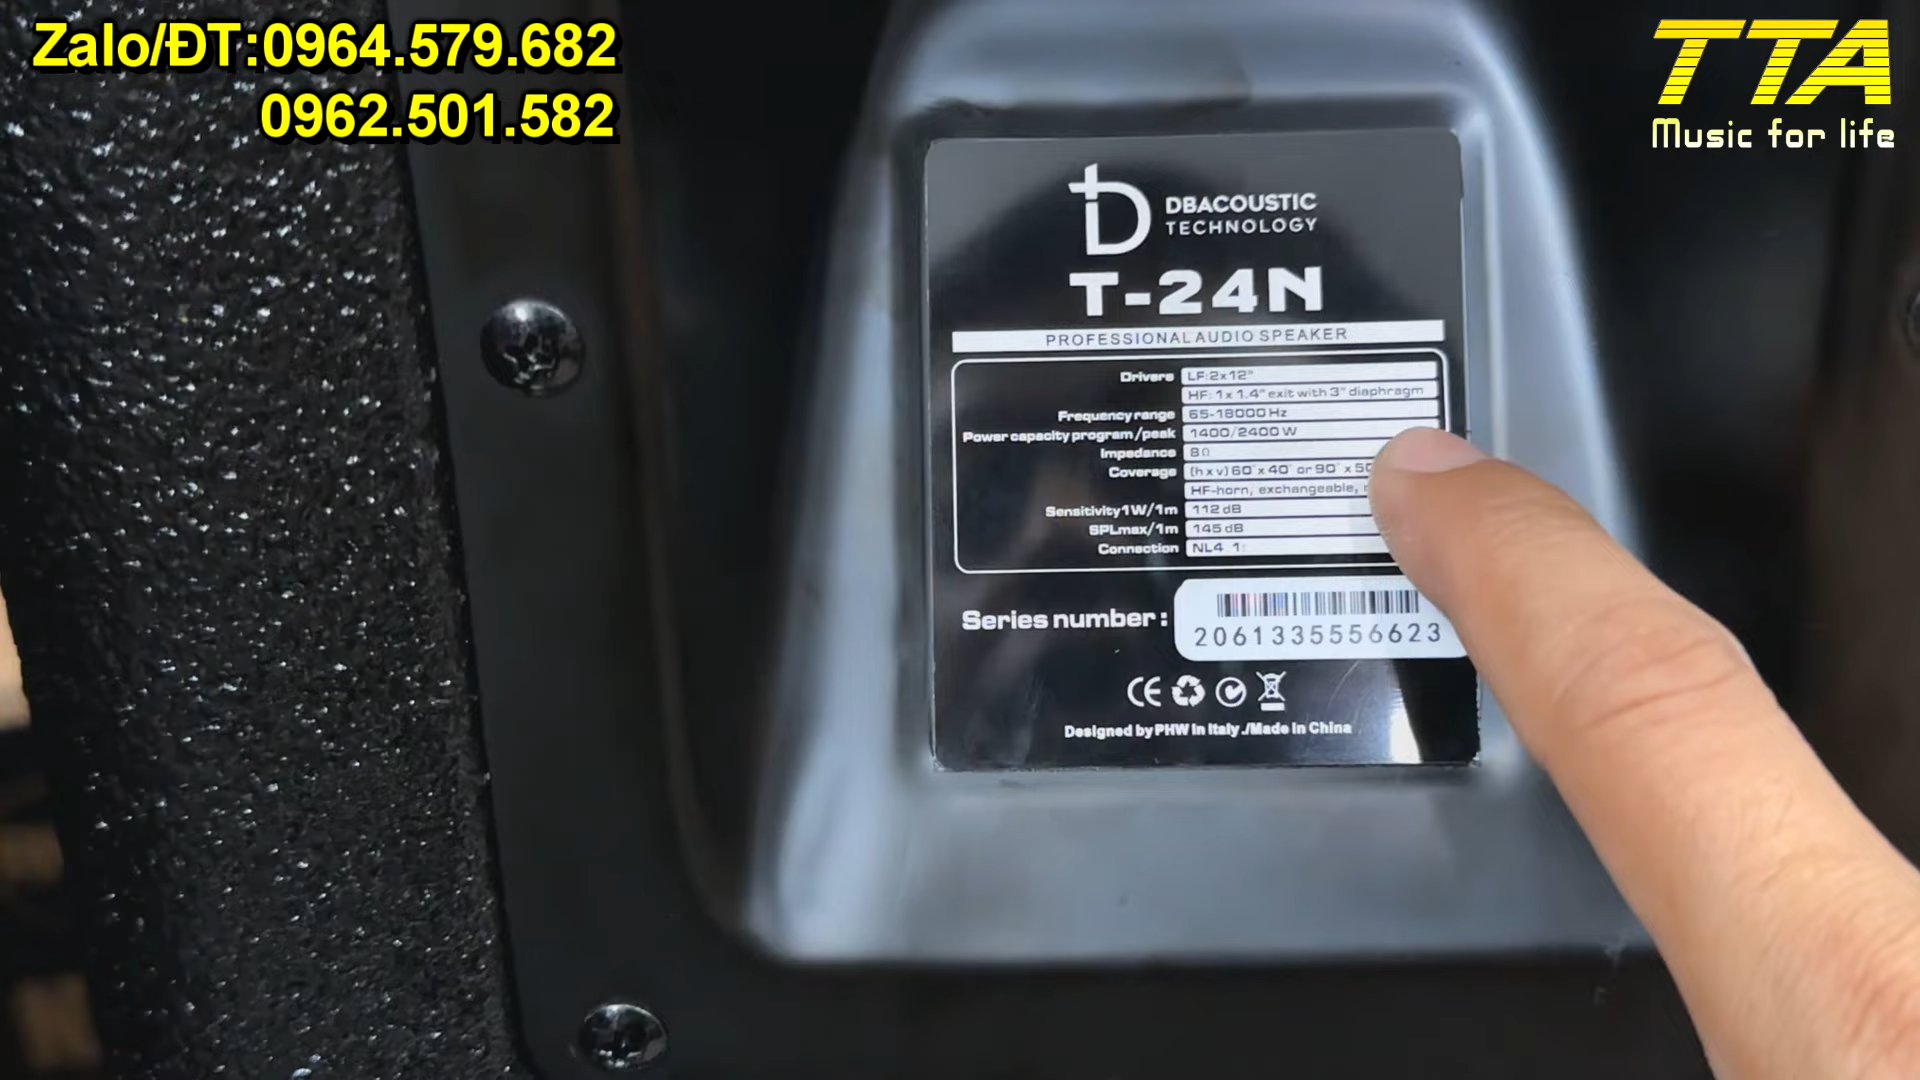 Zalo/ĐT:0964.579.682
0962.501.582
TTA
Music for life
DBACOUSTIC
TECHNOLOGY
T-24N
PROFESSIONAL AUDIO SPEAKER
Drivers LF:2x12"
HF: 1x1.4" exit with 3" diaphragm
Frequency range 65-18000 Hz
Power capacity program/peak 1400/2400 W
Impedance 8Ω
Coverage (h x v) 60° x 40° or 90° x 50
HF-horn, exchangeable,
Sensitivity 1W/1m 112 dB
SPLmax/1m 145 dB
Connection NL4 1:
Series number: 2061335556623
CE
Designed by PHW in Italy ./Made in China